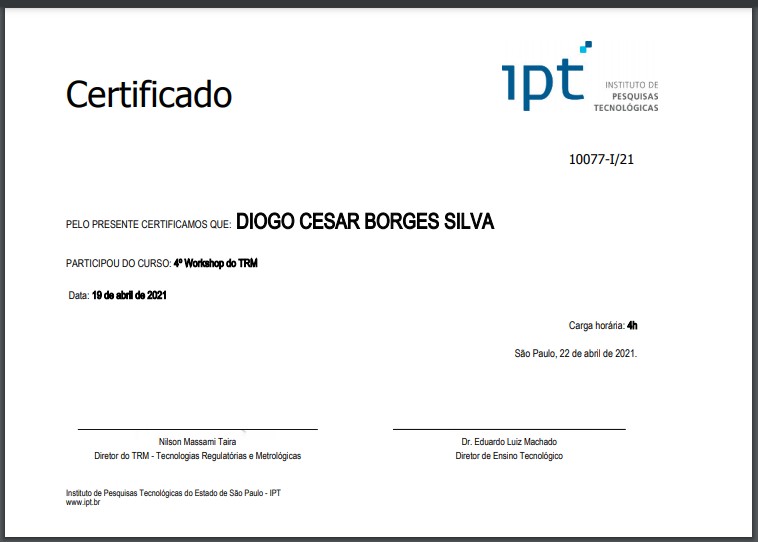 Certificado
ipt
INSTITUTO DE
PESQUISAS
TECNOLÓGICAS
10077-I/21
PELO PRESENTE CERTIFICAMOS QUE: DIOGO CESAR BORGES SILVA
PARTICIPOU DO CURSO: 4º Workshop do TRM
Data: 19 de abril de 2021
Carga horária: 4h
São Paulo, 22 de abril de 2021.
Nilson Massami Taira
Diretor do TRM - Tecnologias Regulatórias e Metrológicas
Dr. Eduardo Luiz Machado
Diretor de Ensino Tecnológico
Instituto de Pesquisas Tecnológicas do Estado de São Paulo - IPT
www.ipt.br